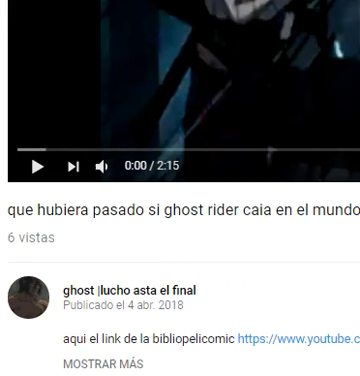 0:00 / 2:15
que hubiera pasado si ghost rider caia en el mundo
6 vistas
ghost |lucho asta el final
Publicado el 4 abr. 2018
aqui el link de la bibliopelicomic https://www.youtube.c
MOSTRAR MÁS